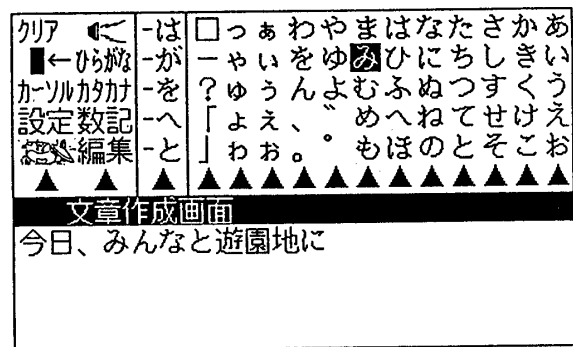 クリア -は □っぁわやまはなたさかあ
■←ひらがな -が ーゃぃをゆみひにちしきい
カーソルカタカナ -を ?ゅぅんよむふぬつすくう
設定数記 -へ 「ょぇ、゛めへねてせけえ
編集 -と 」ゎぉ。゜もほのとそこお
▲ ▲ ▲ ▲▲▲▲▲▲▲▲▲▲▲▲▲
文章作成画面
今日、みんなと遊園地に